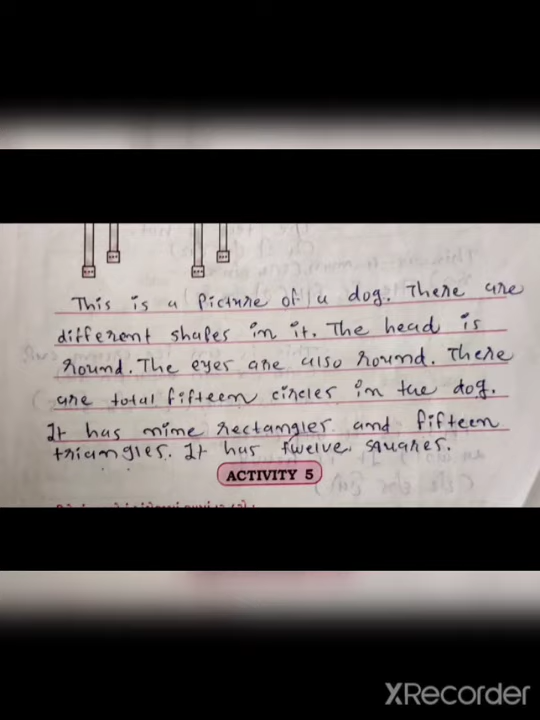 This is a Picture of a dog. There are
different shapes in it. The head is
round. The eyes are also round. There
are total fifteen circles in the dog.
It has nine rectangles and fifteen
triangles. It has twelve squares.
ACTIVITY 5
XRecorder